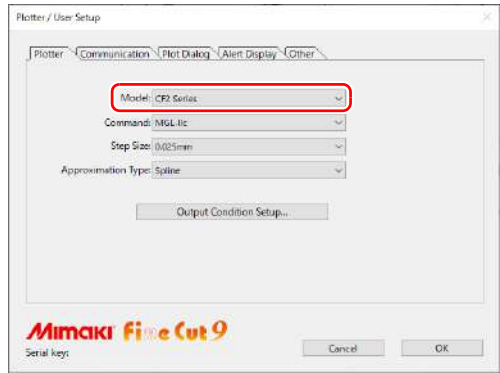 Plotter / User Setup
Plotter Communication Plot Dialog Alert Display Other
Model: CF2 Series
Command: MGL-IIc
Step Size: 0.025mm
Approximation Type: Spline
Output Condition Setup...
Mimaki Fine Cut 9
Serial key:
Cancel OK